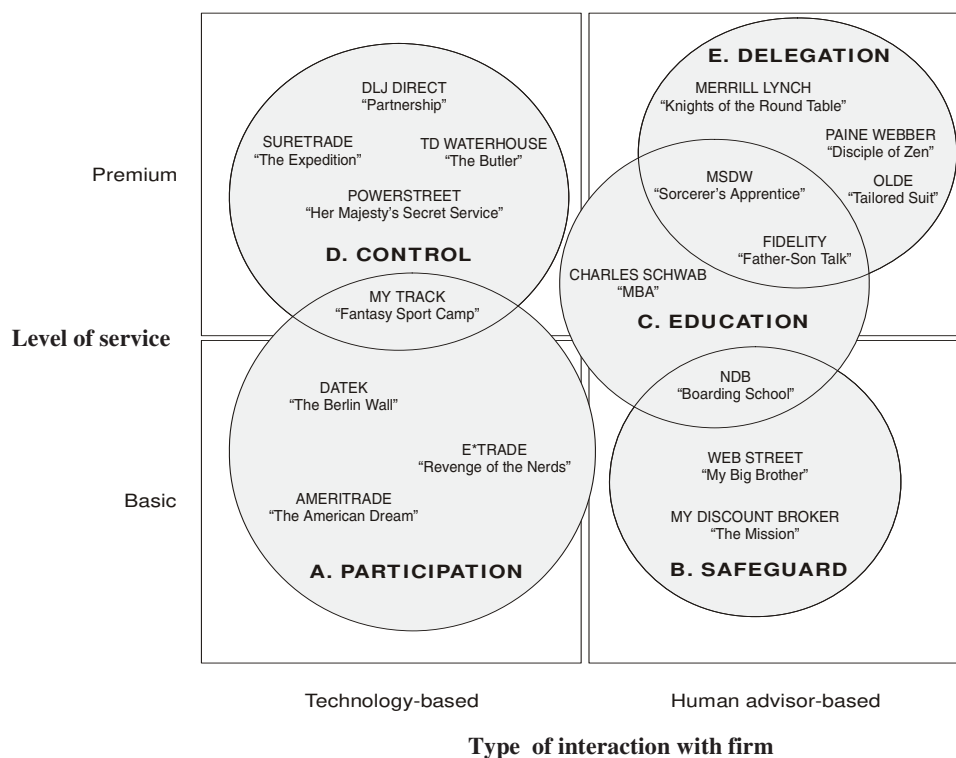 E. DELEGATION
DLJ DIRECT
“Partnership”
MERRILL LYNCH
“Knights of the Round Table”
SURETRADE
“The Expedition”
TD WATERHOUSE
“The Butler”
PAINE WEBBER
“Disciple of Zen”
Premium
MSDW
“Sorcerer’s Apprentice”
OLDE
“Tailored Suit”
POWERSTREET
“Her Majesty’s Secret Service”
D. CONTROL
FIDELITY
“Father-Son Talk”
CHARLES SCHWAB
“MBA”
MY TRACK
“Fantasy Sport Camp”
C. EDUCATION
Level of service
DATEK
“The Berlin Wall”
NDB
“Boarding School”
E*TRADE
“Revenge of the Nerds”
WEB STREET
“My Big Brother”
Basic
AMERITRADE
“The American Dream”
MY DISCOUNT BROKER
“The Mission”
A. PARTICIPATION
B. SAFEGUARD
Technology-based
Human advisor-based
Type of interaction with firm